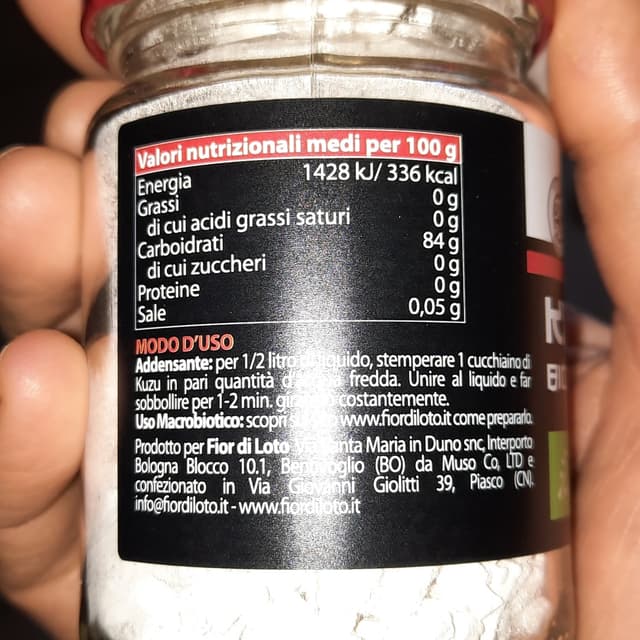 Valori nutrizionali medi per 100 g
Energia 1428 kJ/ 336 kcal
Grassi 0 g
di cui acidi grassi saturi 0 g
Carboidrati 84 g
di cui zuccheri 0 g
Proteine 0 g
Sale 0,05 g
MODO D'USO
Addensante: per 1/2 litro di liquido, stemperare 1 cucchiaino di
Kuzu in pari quantità d'acqua fredda. Unire al liquido e far
sobbollire per 1-2 min. girando costantemente.
Uso Macrobiotico: scopri www.fiordiloto.it come prepararlo.
Prodotto per Fior di Loto Via Santa Maria in Duno snc, Interporto
Bologna Blocco 10.1, Bentivoglio (BO) da Muso Co, LTD e
confezionato in Via Giovanni Giolitti 39, Piasco (CN).
info@fiordiloto.it - www.fiordiloto.it